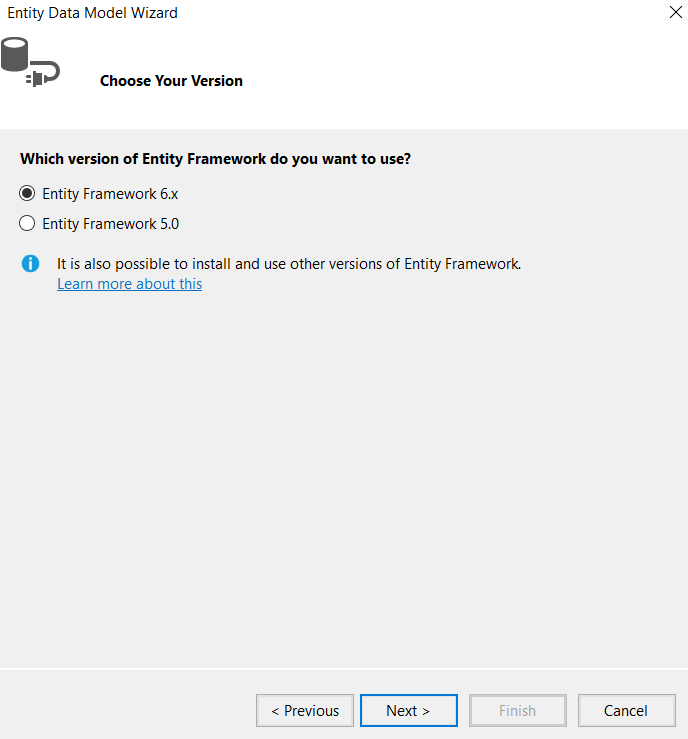 Entity Data Model Wizard
Choose Your Version
Which version of Entity Framework do you want to use?
Entity Framework 6.x
Entity Framework 5.0
It is also possible to install and use other versions of Entity Framework.
Learn more about this
< Previous
Next >
Finish
Cancel